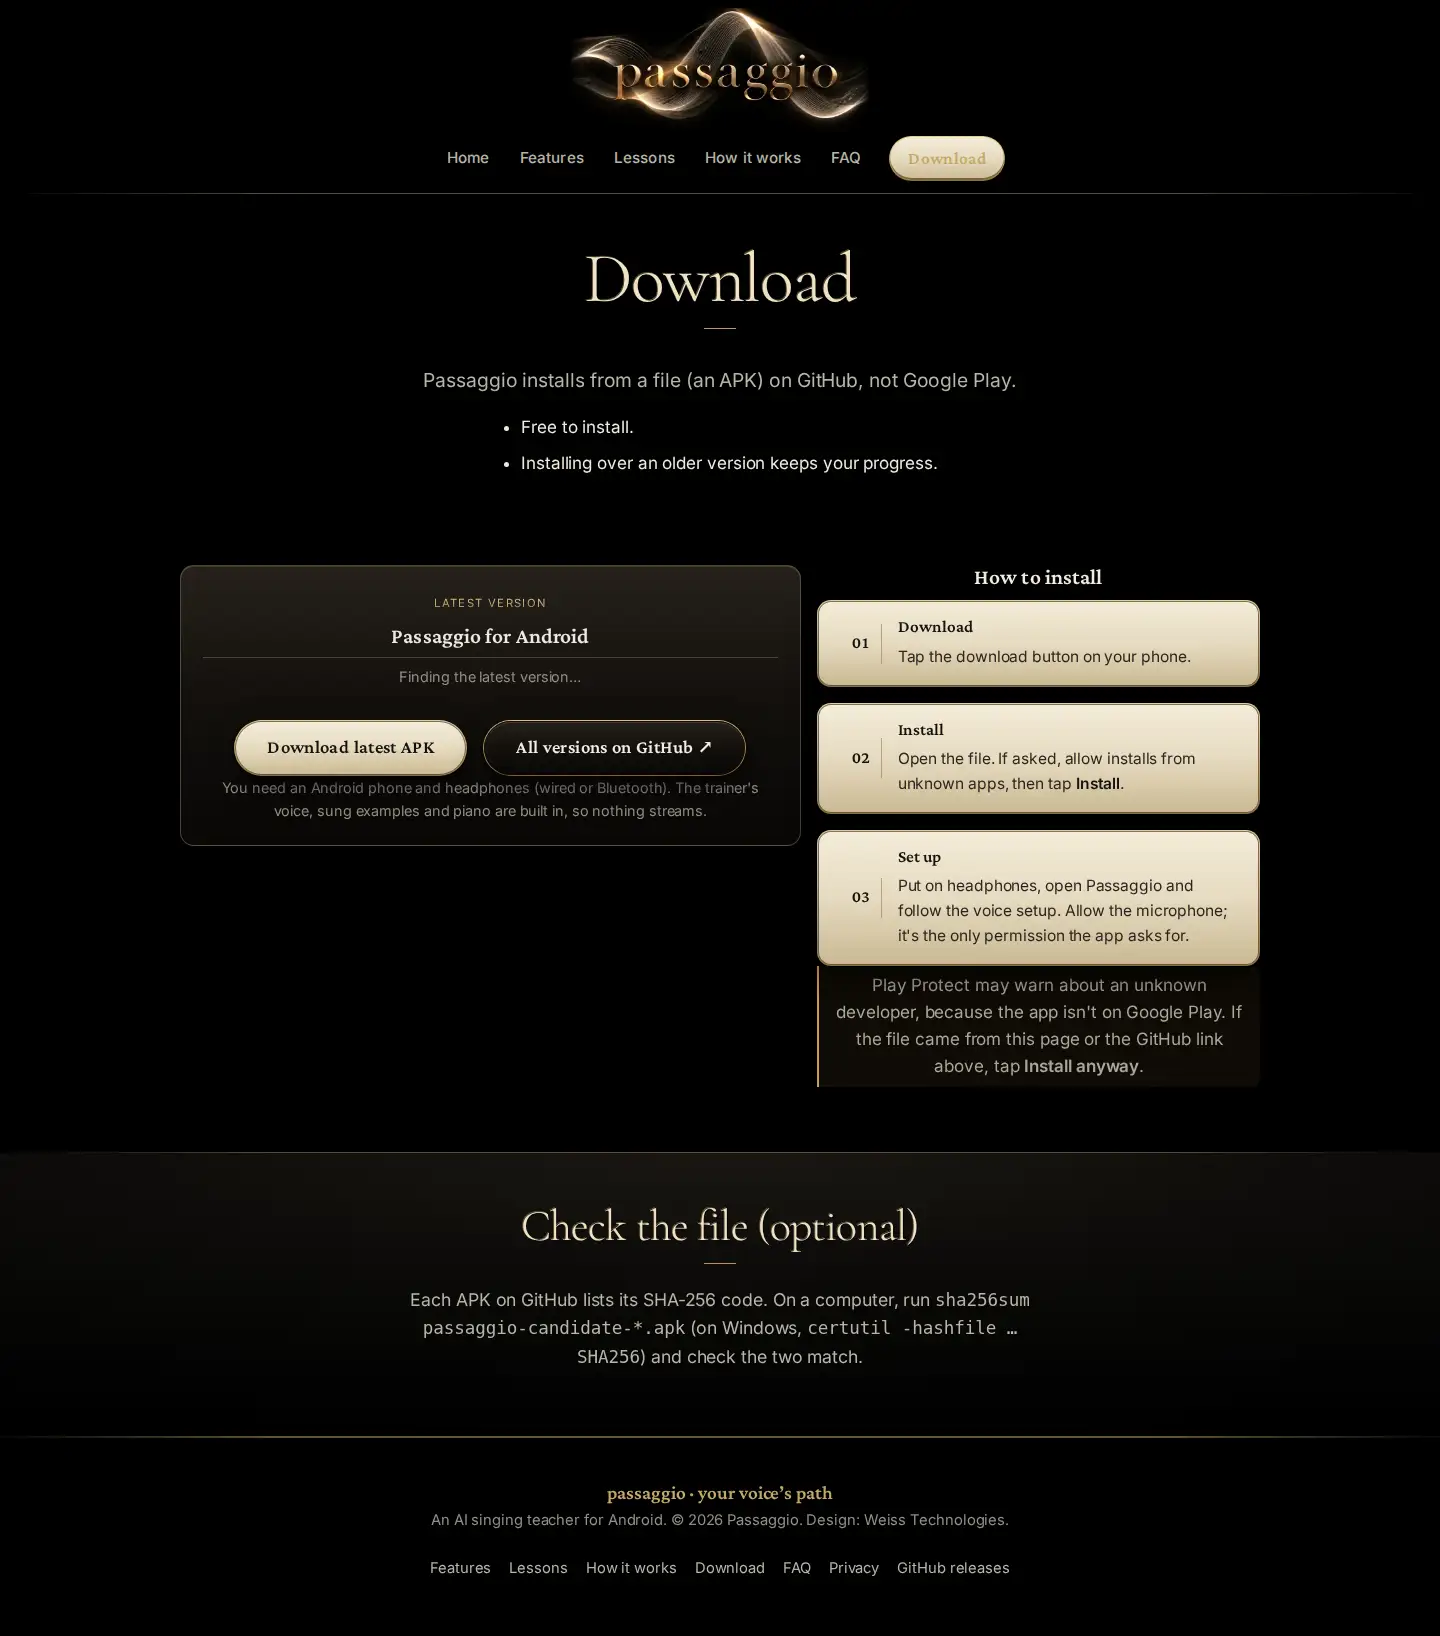 passaggio
Home Features Lessons How it works FAQ Download
Download
Passaggio installs from a file (an APK) on GitHub, not Google Play.
• Free to install.
• Installing over an older version keeps your progress.
LATEST VERSION
Passaggio for Android
Finding the latest version…
Download latest APK All versions on GitHub ↗
You need an Android phone and headphones (wired or Bluetooth). The trainer's
voice, sung examples and piano are built in, so nothing streams.
How to install
01
Download
Tap the download button on your phone.
02
Install
Open the file. If asked, allow installs from
unknown apps, then tap Install.
03
Set up
Put on headphones, open Passaggio and
follow the voice setup. Allow the microphone;
it's the only permission the app asks for.
Play Protect may warn about an unknown
developer, because the app isn't on Google Play. If
the file came from this page or the GitHub link
above, tap Install anyway.
Check the file (optional)
Each APK on GitHub lists its SHA-256 code. On a computer, run sha256sum
passaggio-candidate-*.apk (on Windows, certutil -hashfile …
SHA256) and check the two match.
passaggio · your voice’s path
An AI singing teacher for Android. © 2026 Passaggio. Design: Weiss Technologies.
Features Lessons How it works Download FAQ Privacy GitHub releases